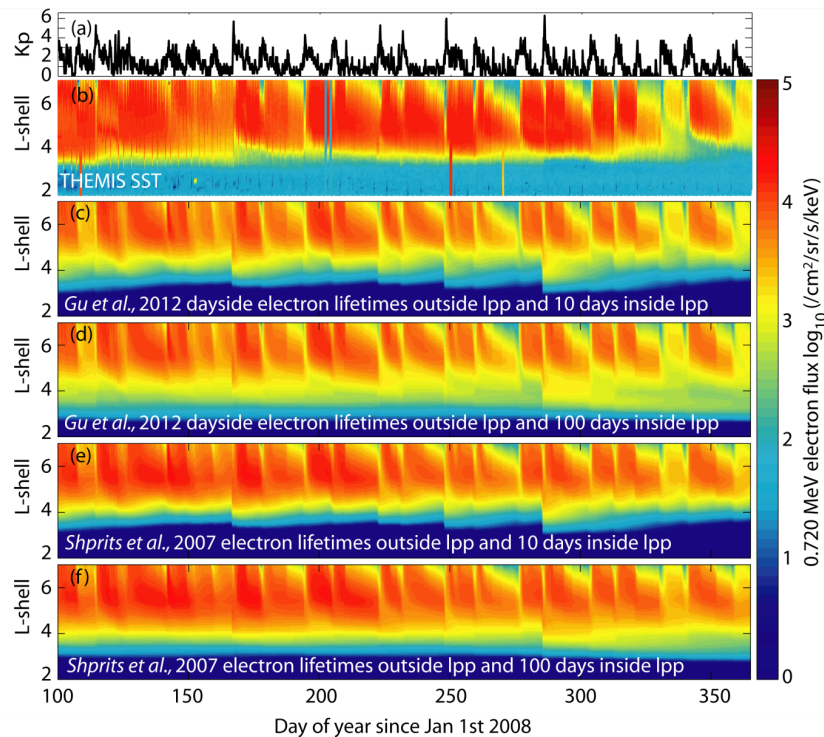 (a)
Kp
6
4
2
0
(b)
L-shell
6
4
2
THEMIS SST
(c)
L-shell
6
4
2
Gu et al., 2012 dayside electron lifetimes outside lpp and 10 days inside lpp
(d)
L-shell
6
4
2
Gu et al., 2012 dayside electron lifetimes outside lpp and 100 days inside lpp
(e)
L-shell
6
4
2
Shprits et al., 2007 electron lifetimes outside lpp and 10 days inside lpp
(f)
L-shell
6
4
2
Shprits et al., 2007 electron lifetimes outside lpp and 100 days inside lpp
100 150 200 250 300 350
Day of year since Jan 1st 2008
5
4
3
2
1
0
0.720 MeV electron flux log10 (/cm2/sr/s/keV)